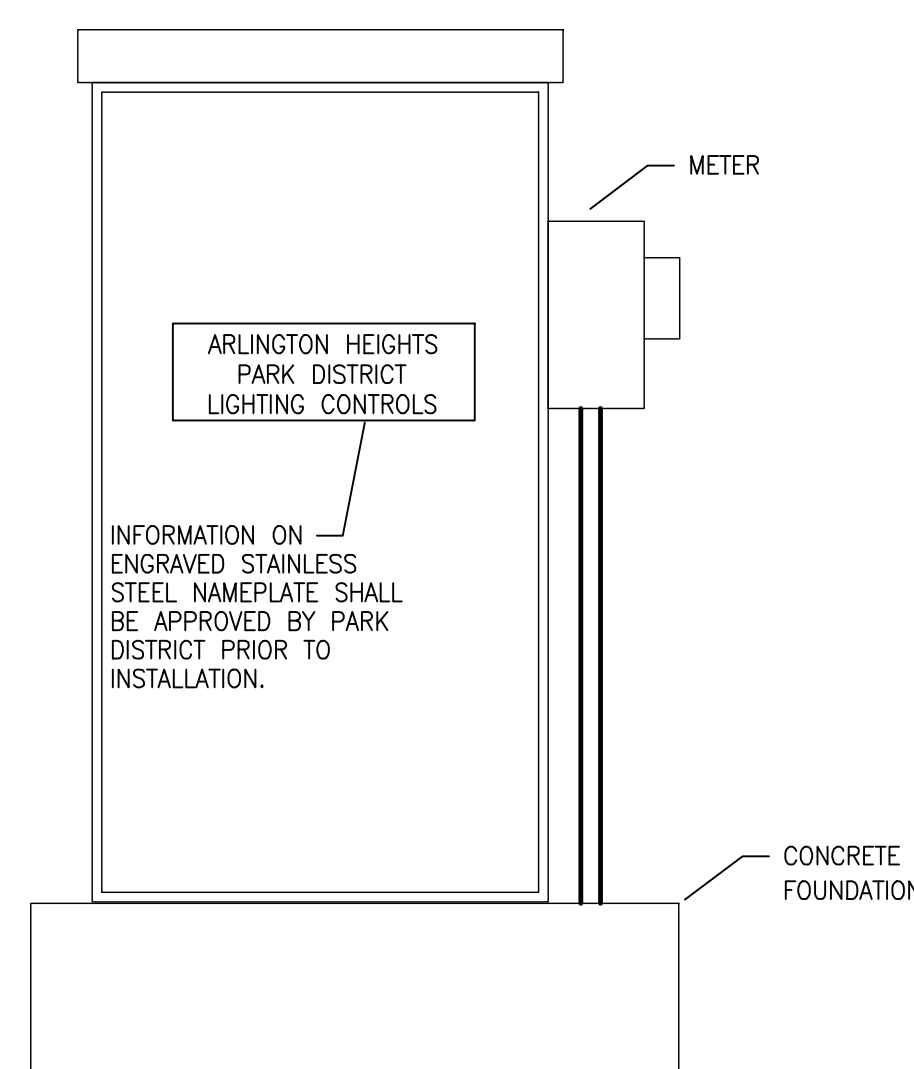 METER
ARLINGTON HEIGHTS
PARK DISTRICT
LIGHTING CONTROLS
INFORMATION ON
ENGRAVED STAINLESS
STEEL NAMEPLATE SHALL
BE APPROVED BY PARK
DISTRICT PRIOR TO
INSTALLATION.
CONCRETE
FOUNDATION